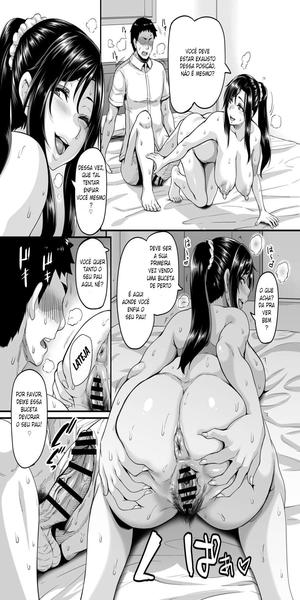 VOCÊ DEVE
ESTAR EXAUSTO
DESSA POSIÇÃO,
NÃO É MESMO?
DESSA VEZ,
QUE TAL
TENTAR
ENFIAR
VOCÊ MESMO
?
♡
VOCÊ QUER
TANTO O
SEU PAU
AQUI, NÉ?
DEVE SER
A SUA
PRIMEIRA
VEZ VENDO
UMA BUCETA
DE PERTO
É AQUI
AONDE VOCÊ
ENFIA O
SEU PAU!
O QUE
ACHA?
DA PRA
VER
BEM?
LATEJA
POR FAVOR,
DEIXE ESSA
BUCETA
DEVORAR O
SEU PAU!
♡
くぱぁ♡